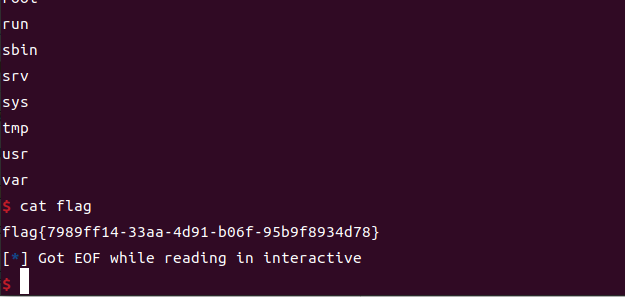 root
run
sbin
srv
sys
tmp
usr
var
$ cat flag
flag{7989ff14-33aa-4d91-b06f-95b9f8934d78}
[*] Got EOF while reading in interactive
$